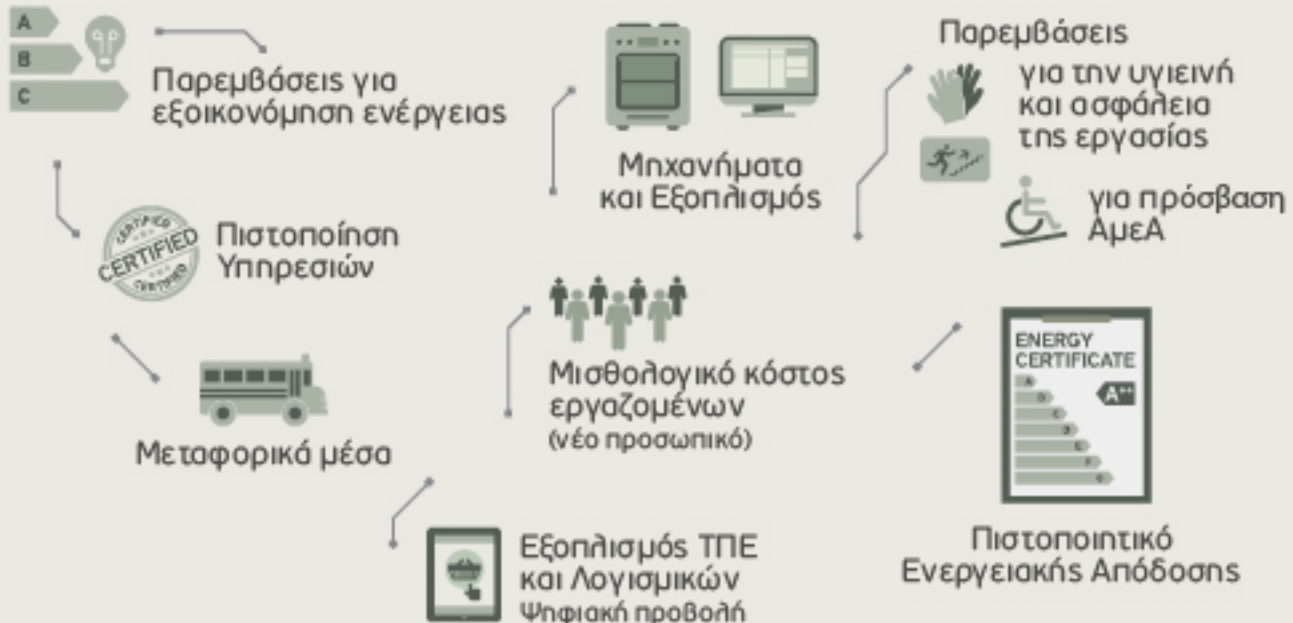 A
B
C
Παρεμβάσεις για
εξοικονόμηση ενέργειας
Μηχανήματα
και Εξοπλισμός
Παρεμβάσεις
για την υγιεινή
και ασφάλεια
της εργασίας
για πρόσβαση
ΑμεΑ
CERTIFIED
CERTIFIED
CERTIFIED
Πιστοποίηση
Υπηρεσιών
Μεταφορικά μέσα
Μισθολογικό κόστος
εργαζομένων
(νέο προσωπικό)
ENERGY
CERTIFICATE
A++
Πιστοποιητικό
Ενεργειακής Απόδοσης
Εξοπλισμός ΤΠΕ
και Λογισμικών
Ψηφιακή προβολή